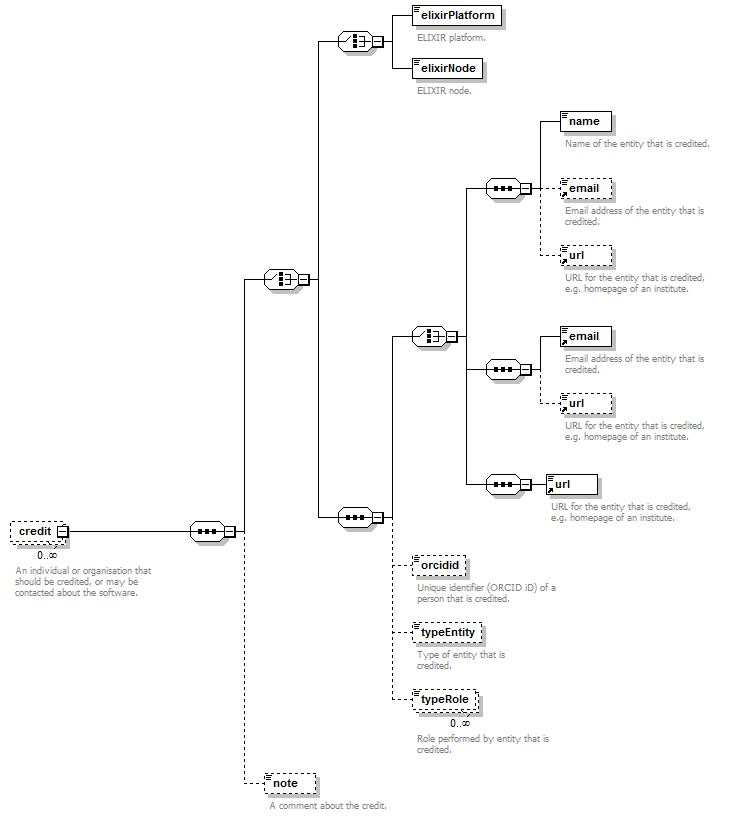 elixirPlatform
ELIXIR platform.
elixirNode
ELIXIR node.
name
Name of the entity that is credited.
email
Email address of the entity that is
credited.
url
URL for the entity that is credited,
e.g. homepage of an institute.
email
Email address of the entity that is
credited.
url
URL for the entity that is credited,
e.g. homepage of an institute.
url
URL for the entity that is credited,
e.g. homepage of an institute.
credit
0..∞
An individual or organisation that
should be credited, or may be
contacted about the software.
orcidid
Unique identifier (ORCID iD) of a
person that is credited.
typeEntity
Type of entity that is
credited.
typeRole
0..∞
Role performed by entity that is
credited.
note
A comment about the credit.